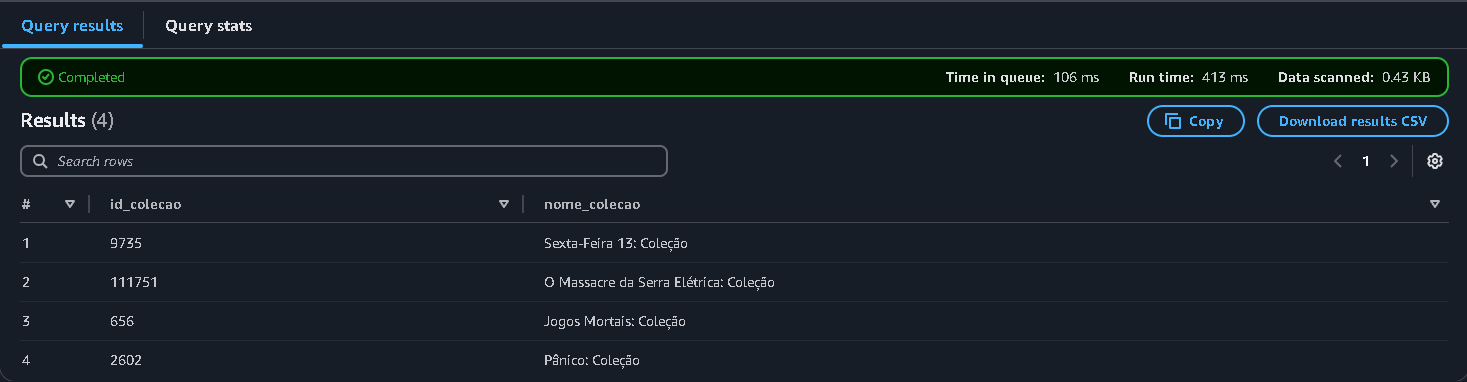 Query results Query stats
Completed Time in queue: 106 ms Run time: 413 ms Data scanned: 0.43 KB
Results (4) Copy Download results CSV
Search rows 1
# id_colecao nome_colecao
1 9735 Sexta-Feira 13: Coleção
2 111751 O Massacre da Serra Elétrica: Coleção
3 656 Jogos Mortais: Coleção
4 2602 Pânico: Coleção